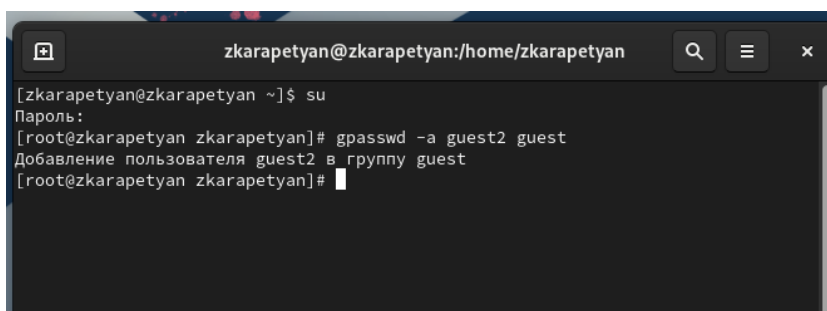 zkarapetyan@zkarapetyan:/home/zkarapetyan
[zkarapetyan@zkarapetyan ~]$ su
Пароль:
[root@zkarapetyan zkarapetyan]# gpasswd -a guest2 guest
Добавление пользователя guest2 в группу guest
[root@zkarapetyan zkarapetyan]#